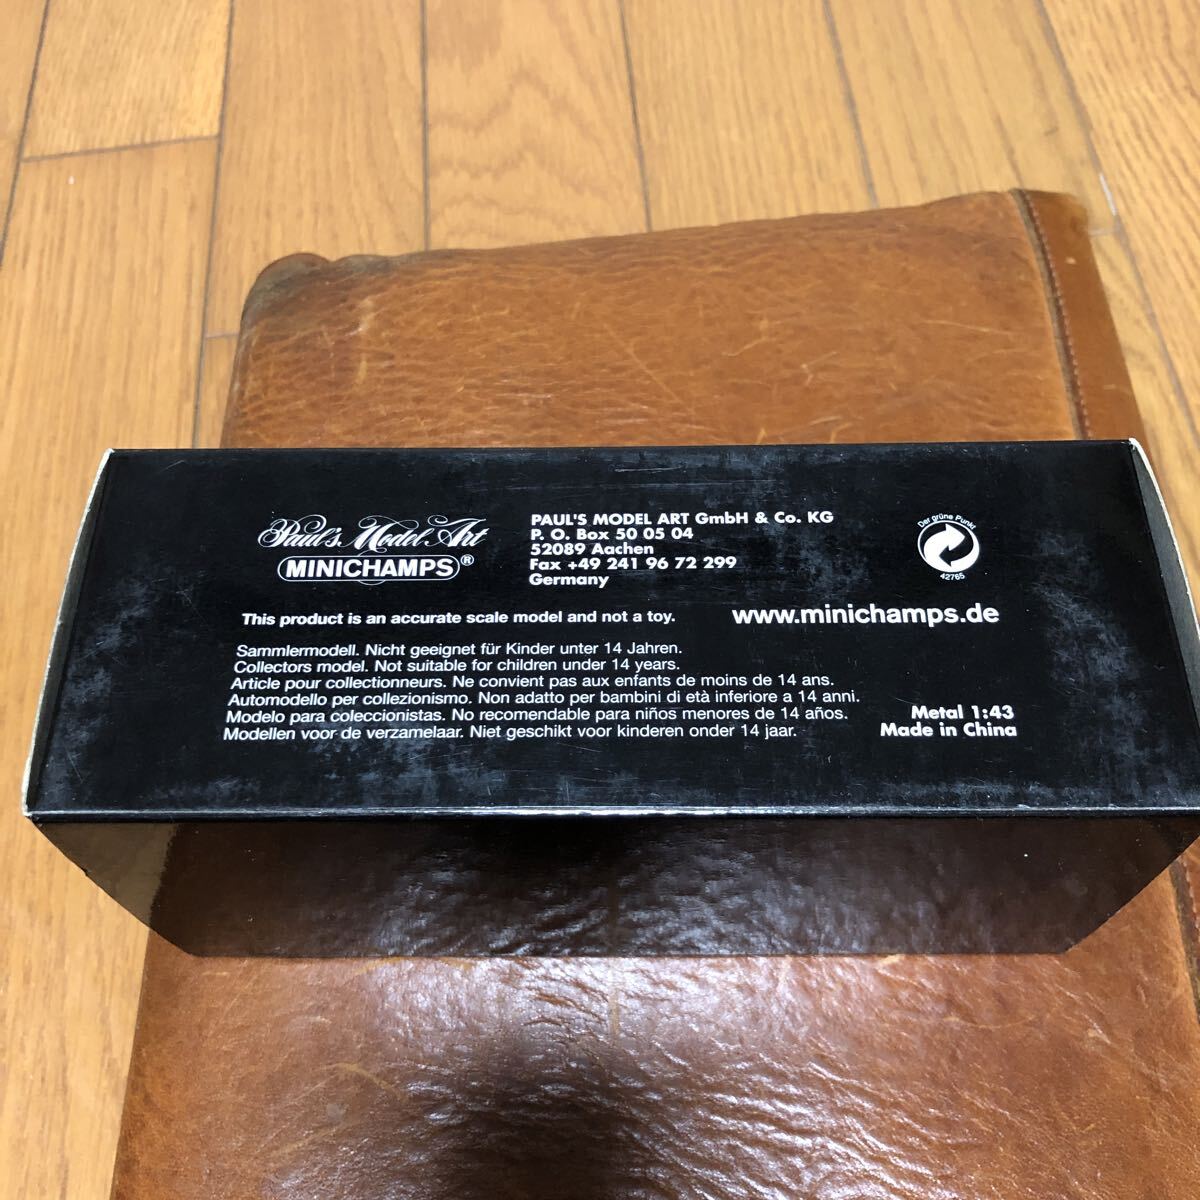 Paul's Model Art
MINICHAMPS®
PAUL'S MODEL ART GmbH & Co. KG
P. O. Box 50 05 04
52089 Aachen
Fax +49 241 96 72 299
Germany
Der grüne Punkt
42765
This product is an accurate scale model and not a toy.
www.minichamps.de
Sammlermodell. Nicht geeignet für Kinder unter 14 Jahren.
Collectors model. Not suitable for children under 14 years.
Article pour collectionneurs. Ne convient pas aux enfants de moins de 14 ans.
Automodello per collezionismo. Non adatto per bambini di età inferiore a 14 anni.
Modelo para coleccionistas. No recomendable para niños menores de 14 años.
Modellen voor de verzamelaar. Niet geschikt voor kinderen onder 14 jaar.
Metal 1:43
Made in China